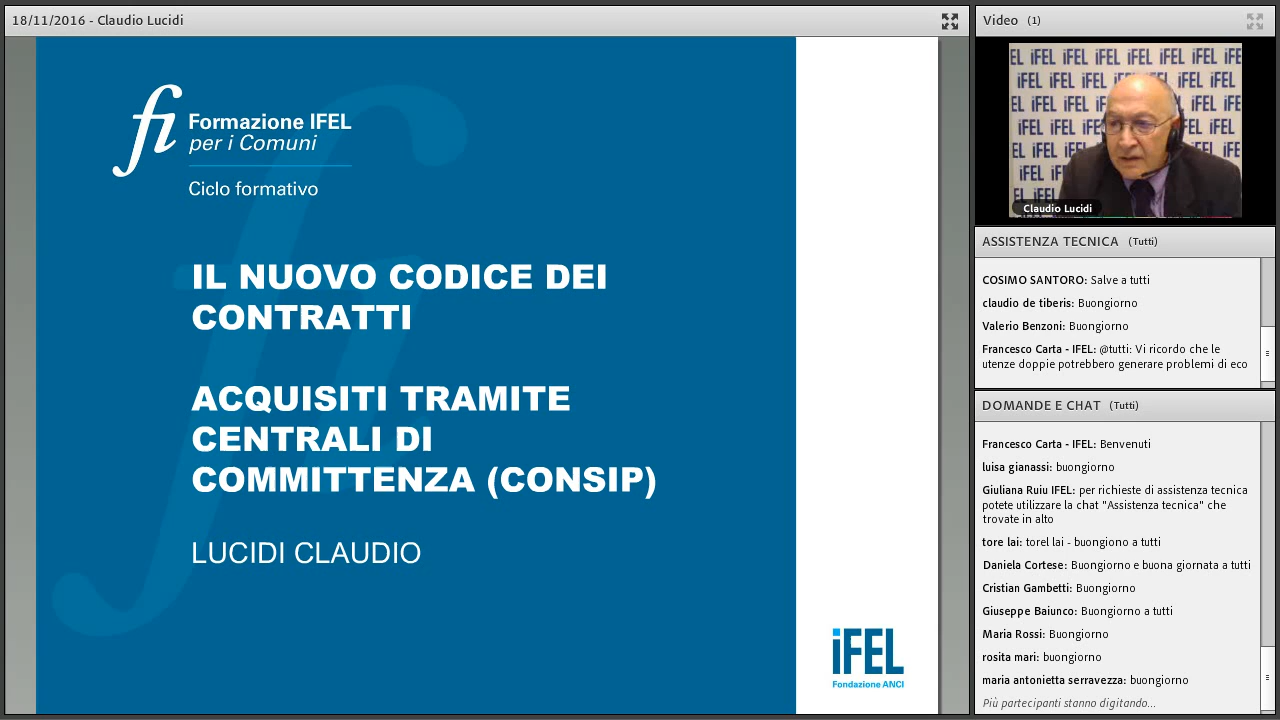 18/11/2016 - Claudio Lucidi
fi Formazione IFEL
per i Comuni
Ciclo formativo
IL NUOVO CODICE DEI
CONTRATTI
ACQUISITI TRAMITE
CENTRALI DI
COMMITTENZA (CONSIP)
LUCIDI CLAUDIO
iFEL
Fondazione ANCI
Video (1)
iFEL iFEL iFEL iFEL
Claudio Lucidi
ASSISTENZA TECNICA (Tutti)
COSIMO SANTORO: Salve a tutti
claudio de tiberis: Buongiorno
Valerio Benzoni: Buongiorno
Francesco Carta - IFEL: @tutti: Vi ricordo che le
utenze doppie potrebbero generare problemi di eco
DOMANDE E CHAT (Tutti)
Francesco Carta - IFEL: Benvenuti
luisa gianassi: buongiorno
Giuliana Ruiu IFEL: per richieste di assistenza tecnica
potete utilizzare la chat "Assistenza tecnica" che
trovate in alto
tore lai: torel lai - buongiono a tutti
Daniela Cortese: Buongiorno e buona giornata a tutti
Cristian Gambetti: Buongiorno
Giuseppe Baiunco: Buongiorno a tutti
Maria Rossi: Buongiorno
rosita mari: buongiorno
maria antonietta serravezza: buongiorno
Più partecipanti stanno digitando...